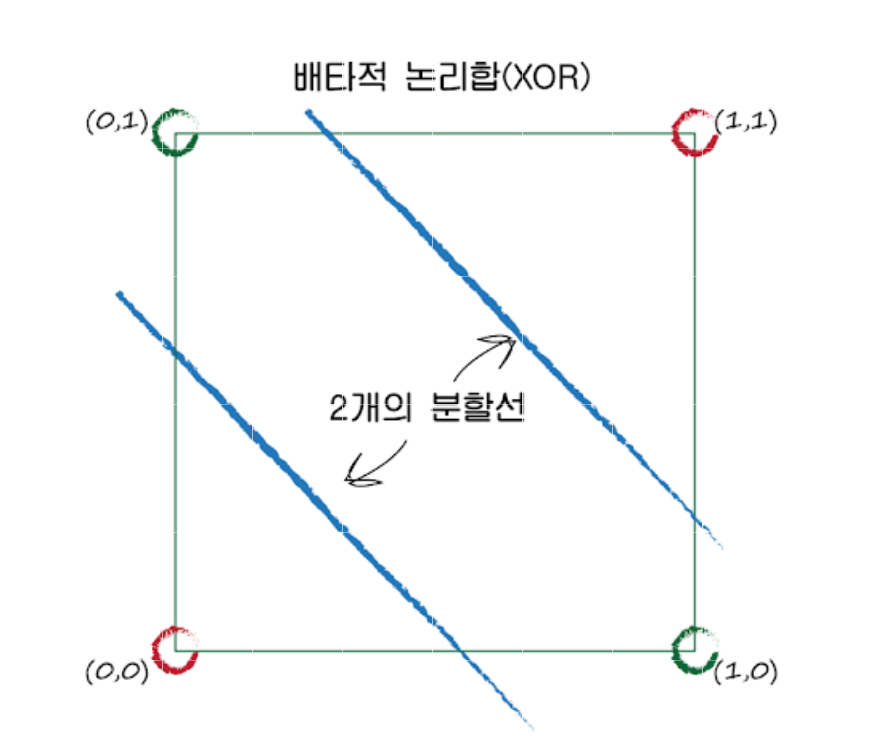 배타적 논리합(XOR)
(0,1)
(1,1)
2개의 분할선
(0,0)
(1,0)